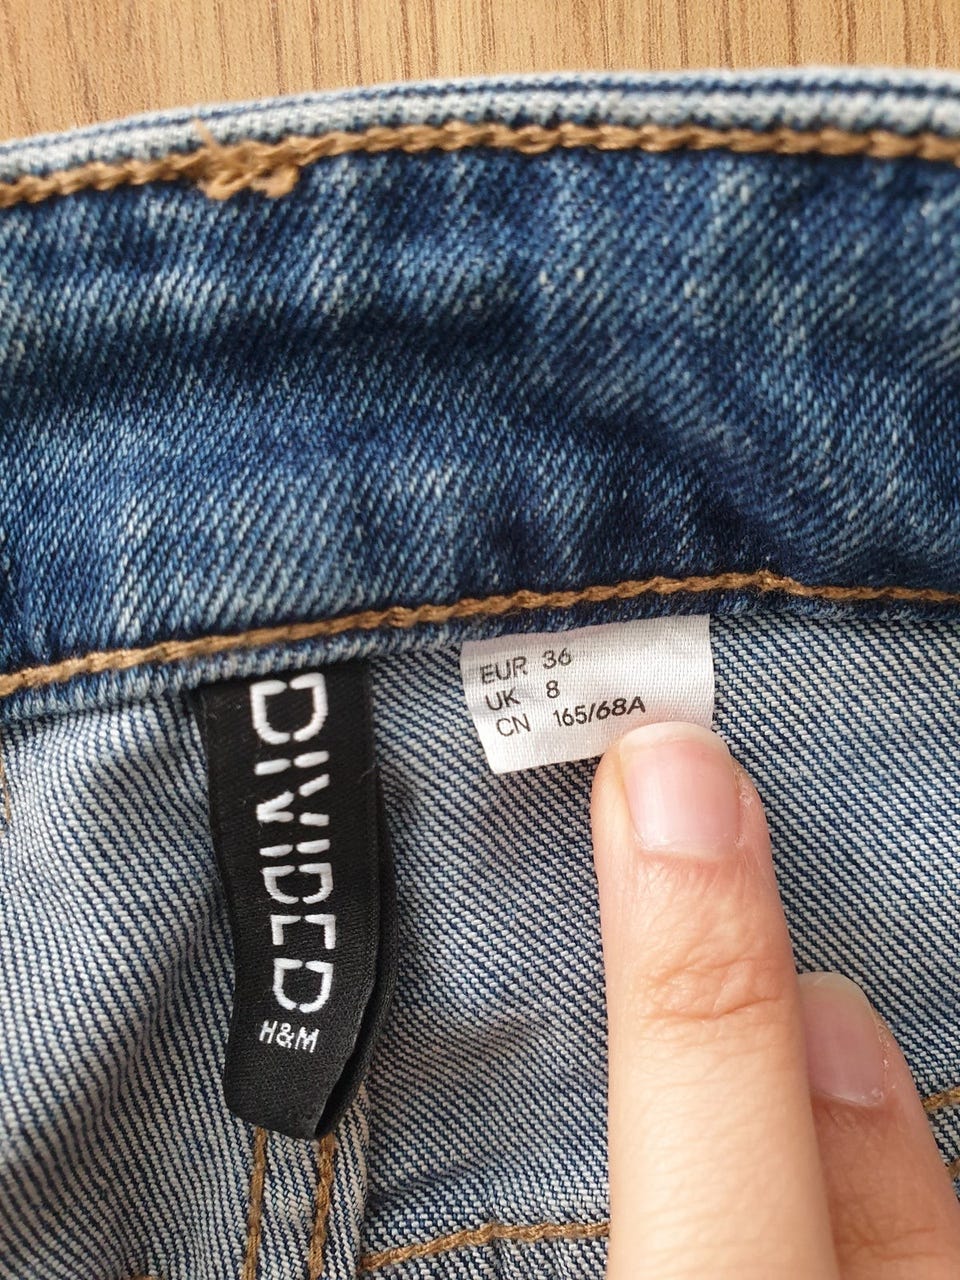 DIVIDED
H&M
EUR 36
UK 8
CN 165/68A